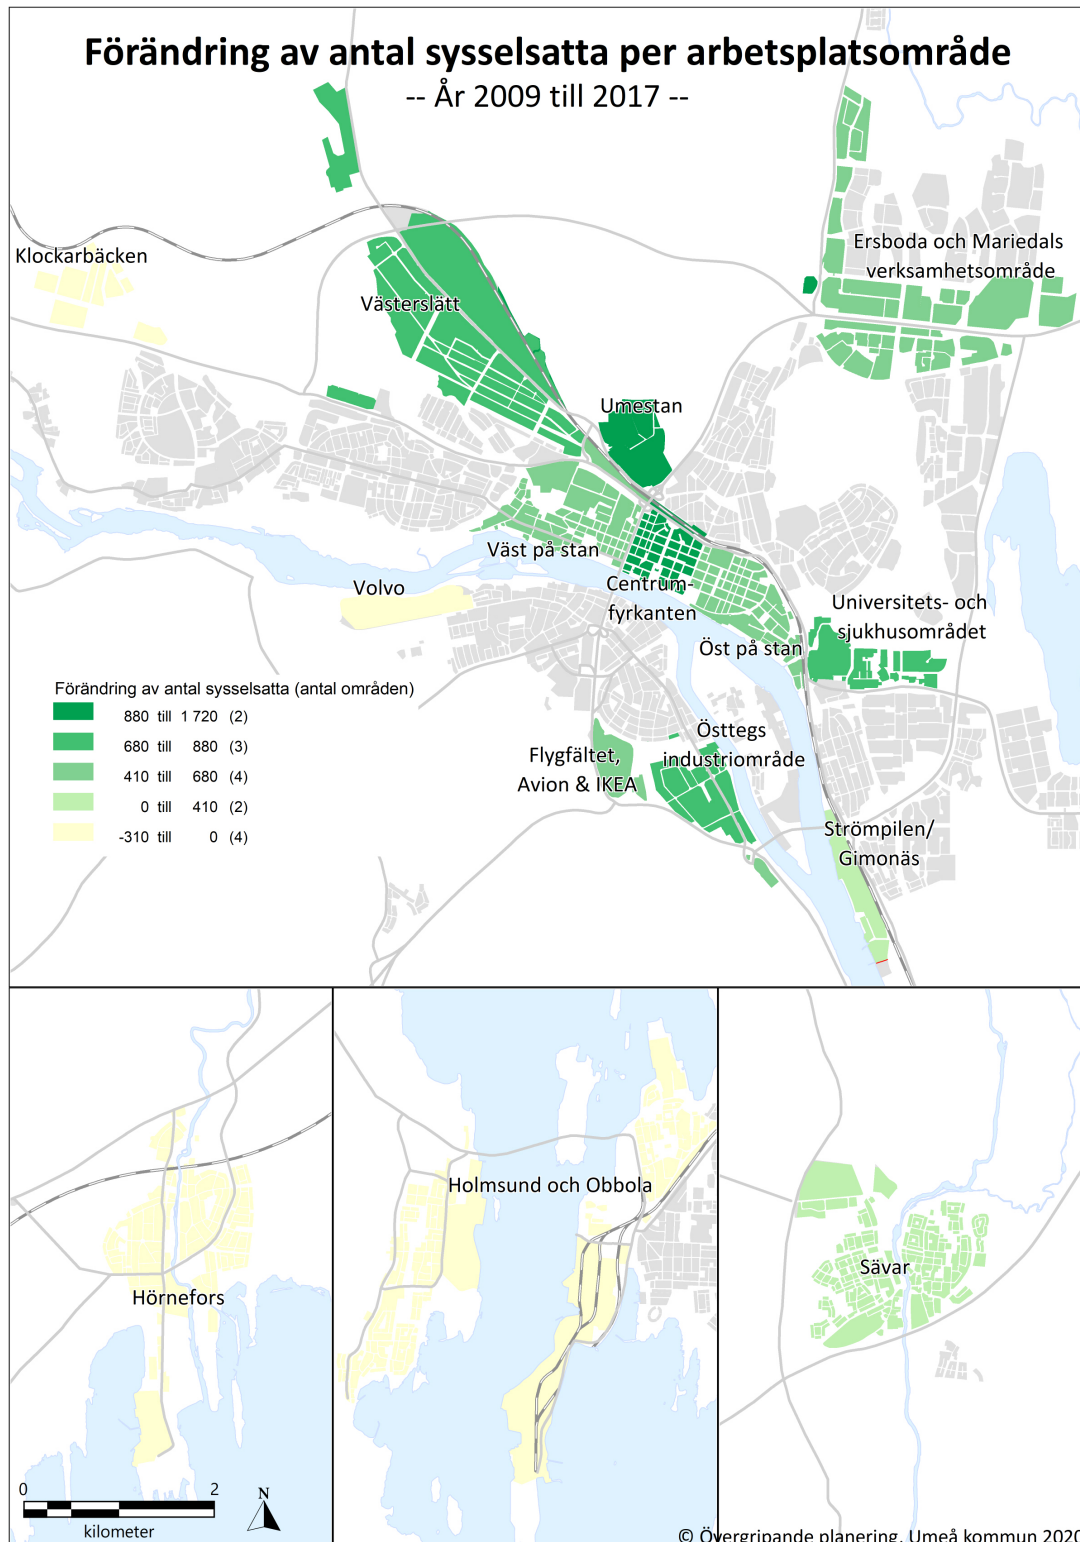 Förändring av antal sysselsatta per arbetsplatsområde
-- År 2009 till 2017 --
Klockarbäcken
Ersboda och Mariedals
verksamhetsområde
Västerslätt
Umestan
Väst på stan
Volvo
Centrum-
fyrkanten
Universitets- och
sjukhusområdet
Öst på stan
Förändring av antal sysselsatta (antal områden)
880 till 1 720 (2)
680 till 880 (3)
410 till 680 (4)
0 till 410 (2)
-310 till 0 (4)
Östtegs
industriområde
Flygfältet,
Avion & IKEA
Strömpilen/
Gimonäs
Holmsund och Obbola
Sävar
Hörnefors
0 2
kilometer
N
© Övergripande planering, Umeå kommun 2020